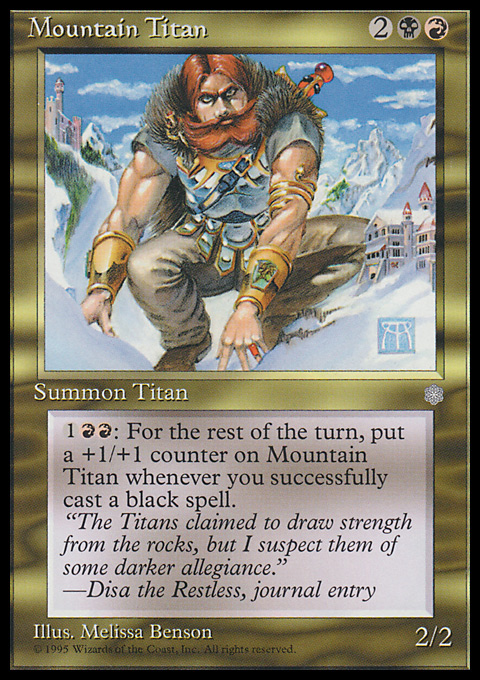 Mountain Titan 2
Summon Titan
1: For the rest of the turn, put
a +1/+1 counter on Mountain
Titan whenever you successfully
cast a black spell.
“The Titans claimed to draw strength
from the rocks, but I suspect them of
some darker allegiance.”
—Disa the Restless, journal entry
Illus. Melissa Benson
2/2
© 1995 Wizards of the Coast, Inc. All rights reserved.